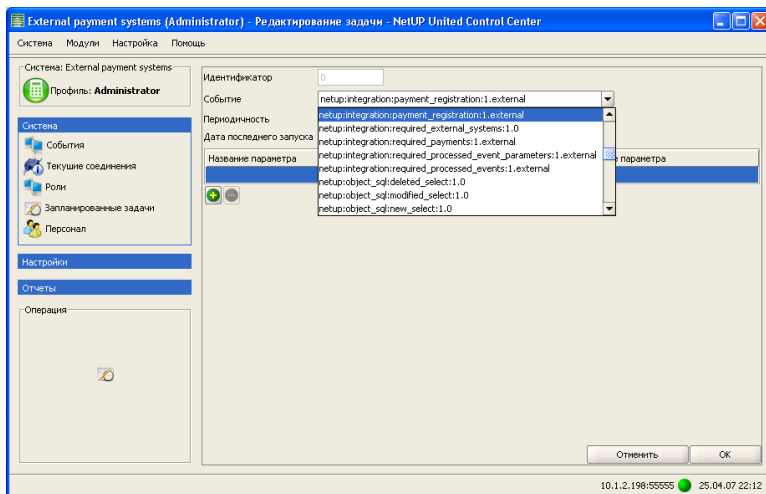 External payment systems (Administrator) - Редактирование задачи - NetUP United Control Center
Система Модули Настройка Помощь
Система: External payment systems
Профиль: Administrator
Система
События
Текущие соединения
Роли
Запланированные задачи
Персонал
Настройки
Отчеты
Операция
Идентификатор 0
Событие netup:integration:payment_registration:1.external
Периодичность
Дата последнего запуска
Название параметра
е параметра
netup:integration:payment_registration:1.external
netup:integration:required_external_systems:1.0
netup:integration:required_payments:1.external
netup:integration:required_processed_event_parameters:1.external
netup:integration:required_processed_events:1.external
netup:object_sql:deleted_select:1.0
netup:object_sql:modified_select:1.0
netup:object_sql:new_select:1.0
Отменить OK
10.1.2.198:55555 25.04.07 22:12